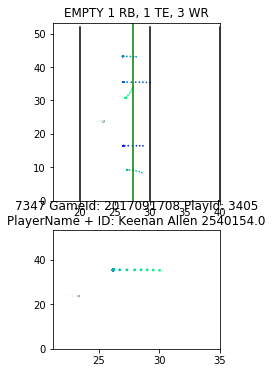 EMPTY 1 RB, 1 TE, 3 WR
50
40
30
20
10
0
20 25 30 35 40
7347 GameId: 2017091708 PlayId: 3405
PlayerName + ID: Keenan Allen 2540154.0
40
20
0
25 30 35